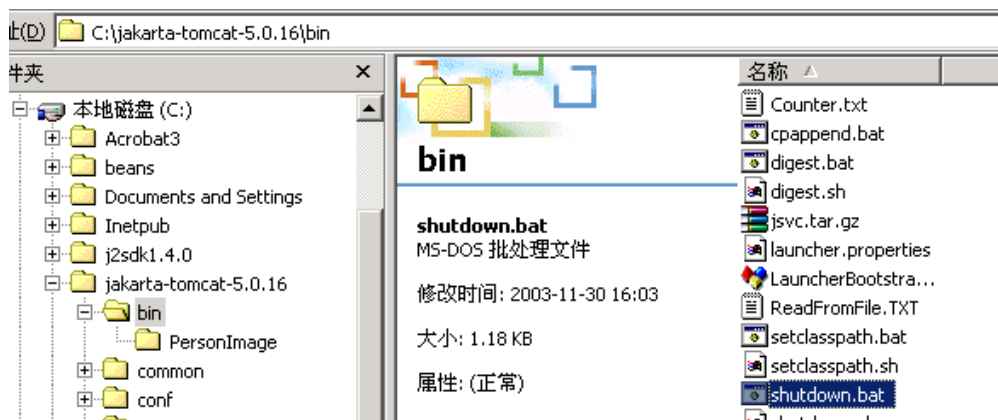 址(D) C:\jakarta-tomcat-5.0.16\bin
件夹
本地磁盘 (C:)
Acrobat3
beans
Documents and Settings
Inetpub
j2sdk1.4.0
jakarta-tomcat-5.0.16
bin
PersonImage
common
conf
bin
shutdown.bat
MS-DOS 批处理文件
修改时间: 2003-11-30 16:03
大小: 1.18 KB
属性: (正常)
名称
Counter.txt
cpappend.bat
digest.bat
digest.sh
jsvc.tar.gz
launcher.properties
LauncherBootstra...
ReadFromFile.TXT
setclasspath.bat
setclasspath.sh
shutdown.bat